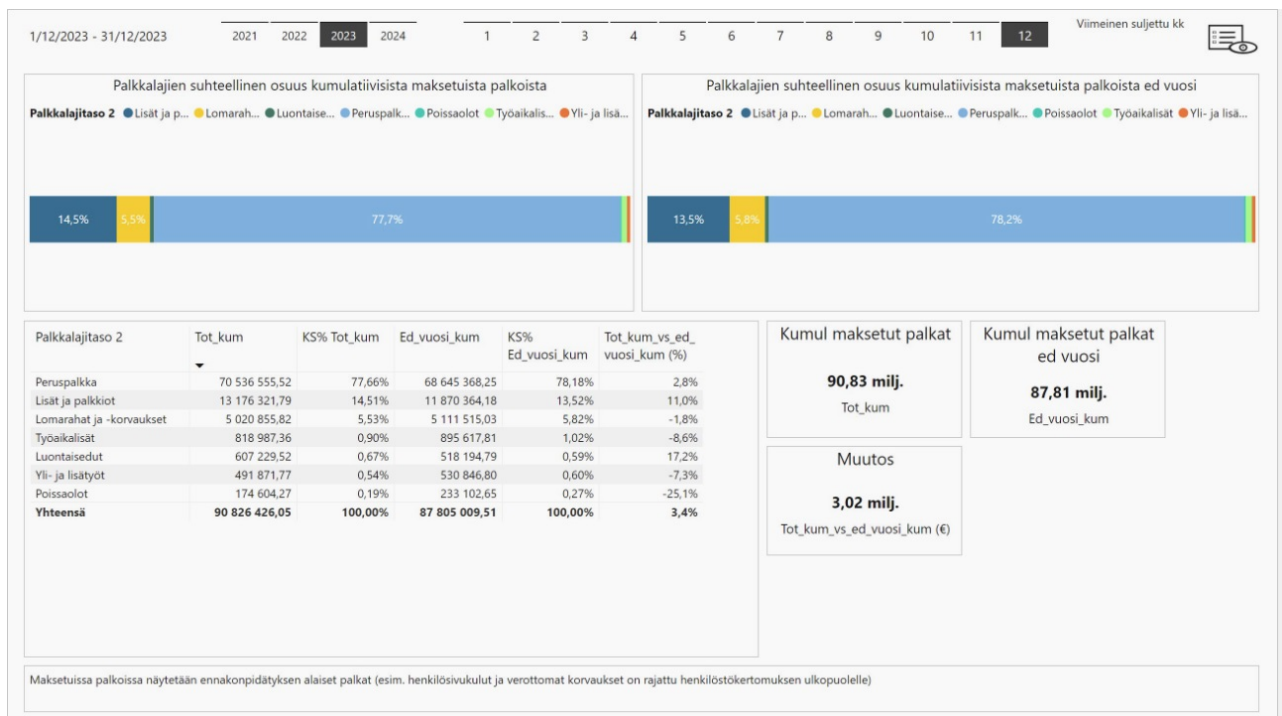 1/12/2023 - 31/12/2023 2021 2022 2023 2024 1 2 3 4 5 6 7 8 9 10 11 12 Viimeinen suljettu kk
Palkkalajien suhteellinen osuus kumulatiivisista maksetuista palkoista
Palkkalajitaso 2 Lisät ja p... Lomarah... Luontaise... Peruspalk... Poissaolot Työaikalis... Yli- ja lisä...
14,5% 5,5% 77,7%
Palkkalajien suhteellinen osuus kumulatiivisista maksetuista palkoista ed vuosi
Palkkalajitaso 2 Lisät ja p... Lomarah... Luontaise... Peruspalk... Poissaolot Työaikalisät Yli- ja lisä...
13,5% 5,8% 78,2%
Palkkalajitaso 2 Tot_kum KS% Tot_kum Ed_vuosi_kum KS% Tot_kum_vs_ed_
Ed_vuosi_kum vuosi_kum (%)
Peruspalkka 70 536 555,52 77,66% 68 645 368,25 78,18% 2,8%
Lisät ja palkkiot 13 176 321,79 14,51% 11 870 364,18 13,52% 11,0%
Lomarahat ja -korvaukset 5 020 855,82 5,53% 5 111 515,03 5,82% -1,8%
Työaikalisät 818 987,36 0,90% 895 617,81 1,02% -8,6%
Luontaisedut 607 229,52 0,67% 518 194,79 0,59% 17,2%
Yli- ja lisätyöt 491 871,77 0,54% 530 846,80 0,60% -7,3%
Poissaolot 174 604,27 0,19% 233 102,65 0,27% -25,1%
Yhteensä 90 826 426,05 100,00% 87 805 009,51 100,00% 3,4%
Kumul maksetut palkat
90,83 milj.
Tot_kum
Kumul maksetut palkat
ed vuosi
87,81 milj.
Ed_vuosi_kum
Muutos
3,02 milj.
Tot_kum_vs_ed_vuosi_kum (€)
Maksetuissa palkoissa näytetään ennakonpidätyksen alaiset palkat (esim. henkilösivukulut ja verottomat korvaukset on rajattu henkilöstökertomuksen ulkopuolelle)